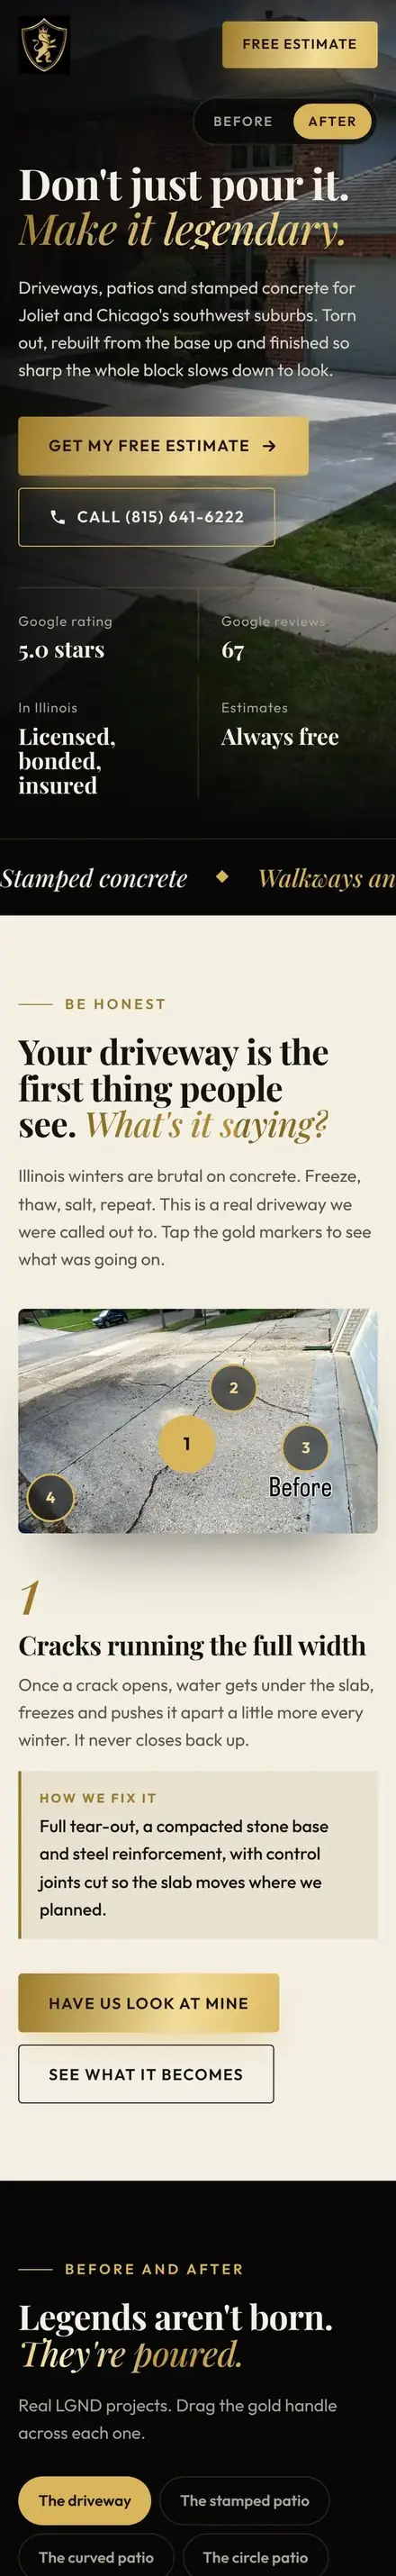 FREE ESTIMATE
BEFORE AFTER
Don't just pour it.
Make it legendary.
Driveways, patios and stamped concrete for
Joliet and Chicago's southwest suburbs. Torn
out, rebuilt from the base up and finished so
sharp the whole block slows down to look.
GET MY FREE ESTIMATE →
CALL (815) 641-6222
Google rating
5.0 stars
Google reviews
67
In Illinois
Licensed,
bonded,
insured
Estimates
Always free
Stamped concrete ◆ Walkways an
BE HONEST
Your driveway is the
first thing people
see. What's it saying?
Illinois winters are brutal on concrete. Freeze,
thaw, salt, repeat. This is a real driveway we
were called out to. Tap the gold markers to see
what was going on.
2
1
3
Before
4
1
Cracks running the full width
Once a crack opens, water gets under the slab,
freezes and pushes it apart a little more every
winter. It never closes back up.
HOW WE FIX IT
Full tear-out, a compacted stone base
and steel reinforcement, with control
joints cut so the slab moves where we
planned.
HAVE US LOOK AT MINE
SEE WHAT IT BECOMES
BEFORE AND AFTER
Legends aren't born.
They're poured.
Real LGND projects. Drag the gold handle
across each one.
The driveway The stamped patio
The curved patio The circle patio